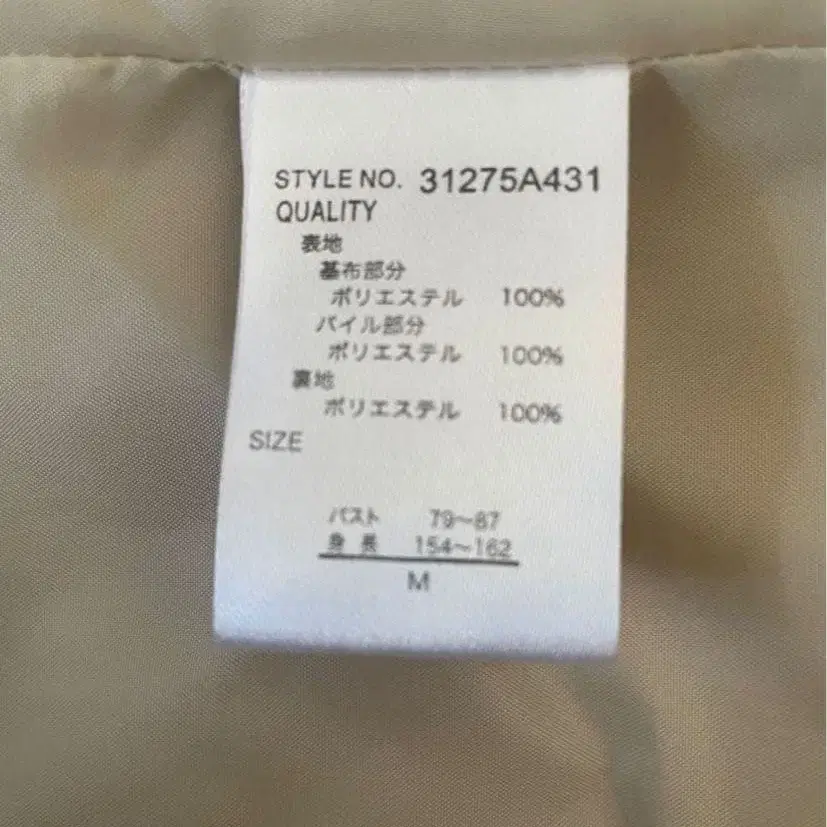 STYLE NO. 31275A431
QUALITY
表地
基布部分
ポリエステル 100%
パイル部分
ポリエステル 100%
裏地
ポリエステル 100%
SIZE
バスト 79～87
身長 154～162
M